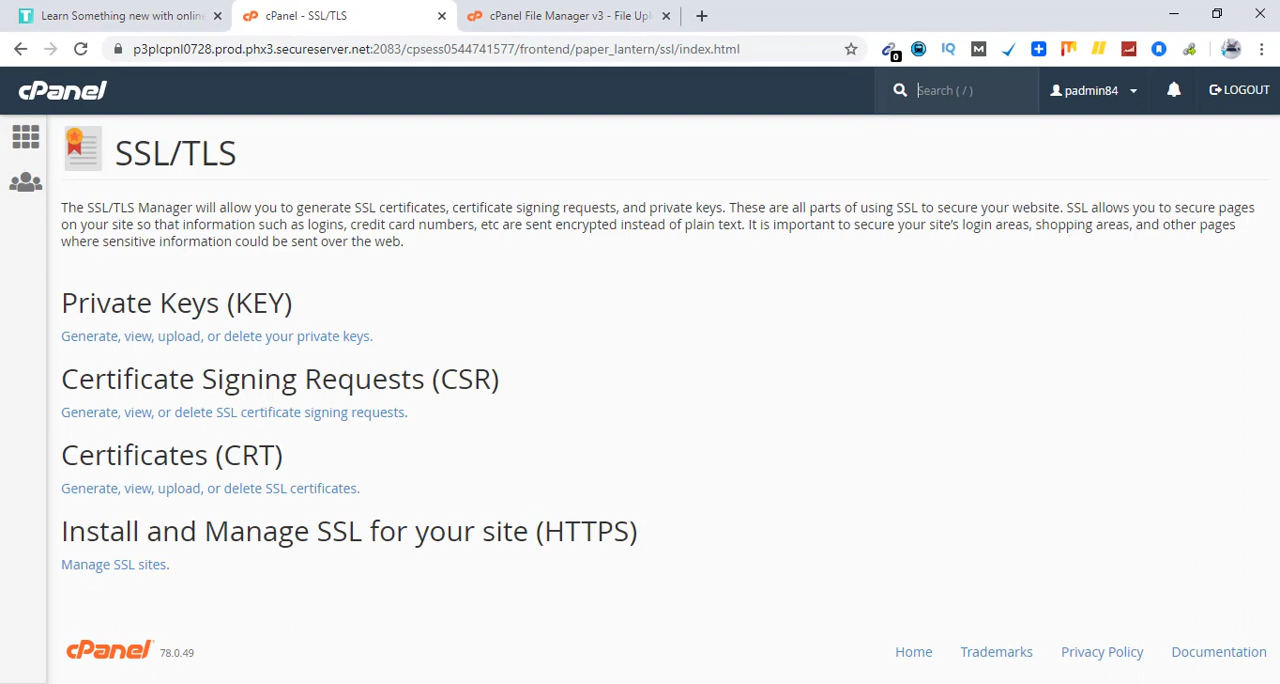 Learn Something new with online
cPanel - SSL/TLS
cPanel File Manager v3 - File Upl
p3plcpnl0728.prod.phx3.secureserver.net:2083/cpsess0544741577/frontend/paper_lantern/ssl/index.html
cPanel
Search ( / )
padmin84
LOGOUT
SSL/TLS
The SSL/TLS Manager will allow you to generate SSL certificates, certificate signing requests, and private keys. These are all parts of using SSL to secure your website. SSL allows you to secure pages
on your site so that information such as logins, credit card numbers, etc are sent encrypted instead of plain text. It is important to secure your site's login areas, shopping areas, and other pages
where sensitive information could be sent over the web.
Private Keys (KEY)
Generate, view, upload, or delete your private keys.
Certificate Signing Requests (CSR)
Generate, view, or delete SSL certificate signing requests.
Certificates (CRT)
Generate, view, upload, or delete SSL certificates.
Install and Manage SSL for your site (HTTPS)
Manage SSL sites.
cPanel 78.0.49
Home Trademarks Privacy Policy Documentation